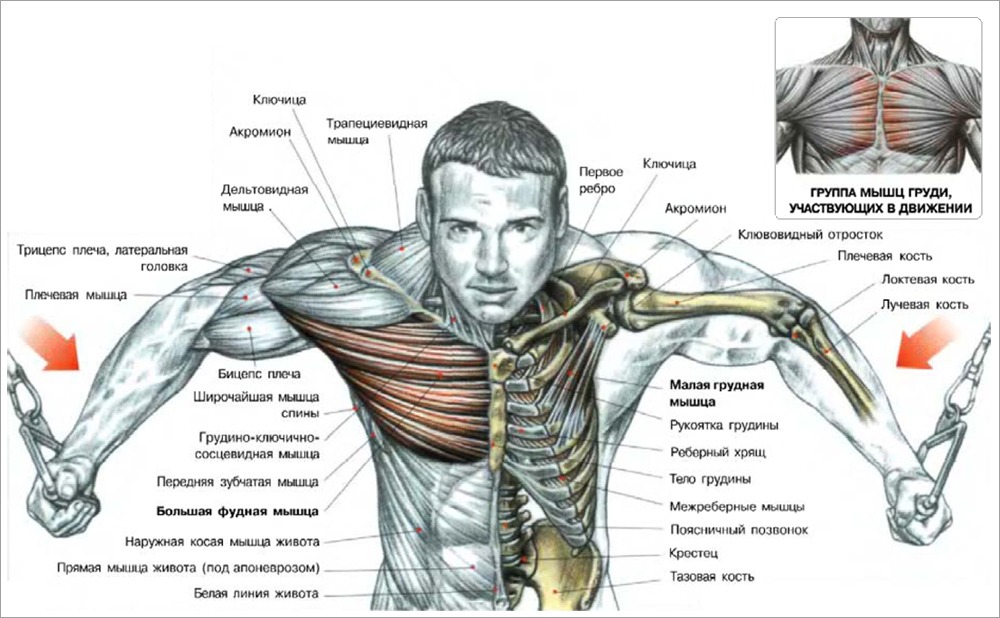 Ключица
Акромион
Трапециевидная
мышца
Дельтовидная
мышца .
Трицепс плеча, латеральная
головка
Плечевая мышца
Бицепс плеча
Широчайшая мышца
спины
Грудино-ключично-
сосцевидная мышца
Передняя зубчатая мышца
Большая фудная мышца
Наружная косая мышца живота
Прямая мышца живота (под апоневрозом)
Белая линия живота
Первое
ребро
Ключица
Акромион
Клювовидный отросток
Плечевая кость
Локтевая кость
Лучевая кость
Малая грудная
мышца
Рукоятка грудины
Реберный хрящ
Тело грудины
Межреберные мышцы
Поясничный позвонок
Крестец
Тазовая кость
ГРУППА МЫШЦ ГРУДИ,
УЧАСТВУЮЩИХ В ДВИЖЕНИИ